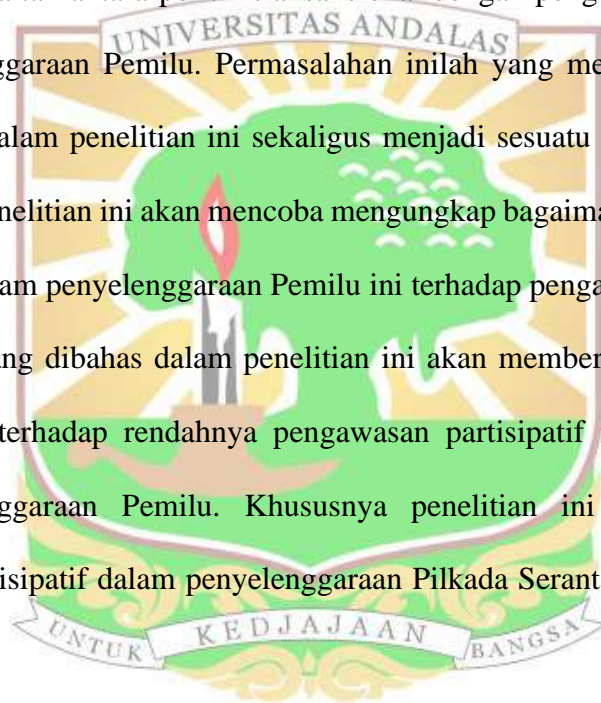 UNIVERSITAS ANDALAS
ggaraan Pemilu. Permasalahan inilah yang me
alam penelitian ini sekaligus menjadi sesuatu
nelitian ini akan mencoba mengungkap bagaima
am penyelenggaraan Pemilu ini terhadap penga
ng dibahas dalam penelitian ini akan member
terhadap rendahnya pengawasan partisipatif
ggaraan Pemilu. Khususnya penelitian ini
isipatif dalam penyelenggaraan Pilkada Serant
UNTUK KEDJAJAAN BANGSA